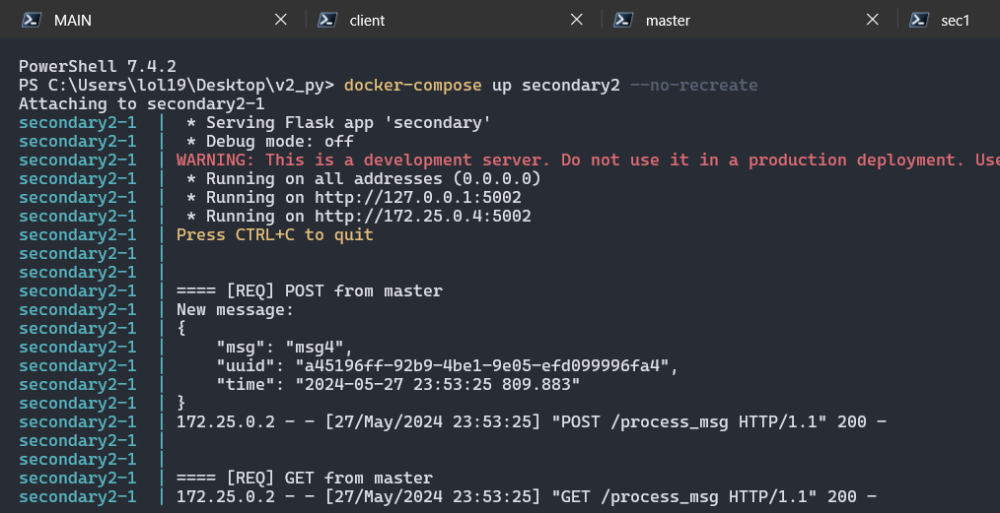 MAIN client master sec1
PowerShell 7.4.2
PS C:\Users\lol19\Desktop\v2_py> docker-compose up secondary2 --no-recreate
Attaching to secondary2-1
secondary2-1  |  * Serving Flask app 'secondary'
secondary2-1  |  * Debug mode: off
secondary2-1  | WARNING: This is a development server. Do not use it in a production deployment. Use
secondary2-1  |  * Running on all addresses (0.0.0.0)
secondary2-1  |  * Running on http://127.0.0.1:5002
secondary2-1  |  * Running on http://172.25.0.4:5002
secondary2-1  | Press CTRL+C to quit
secondary2-1  |
secondary2-1  |
secondary2-1  | ==== [REQ] POST from master
secondary2-1  | New message:
secondary2-1  | {
secondary2-1  |     "msg": "msg4",
secondary2-1  |     "uuid": "a45196ff-92b9-4be1-9e05-efd099996fa4",
secondary2-1  |     "time": "2024-05-27 23:53:25 809.883"
secondary2-1  | }
secondary2-1  | 172.25.0.2 - - [27/May/2024 23:53:25] "POST /process_msg HTTP/1.1" 200 -
secondary2-1  |
secondary2-1  |
secondary2-1  | ==== [REQ] GET from master
secondary2-1  | 172.25.0.2 - - [27/May/2024 23:53:25] "GET /process_msg HTTP/1.1" 200 -